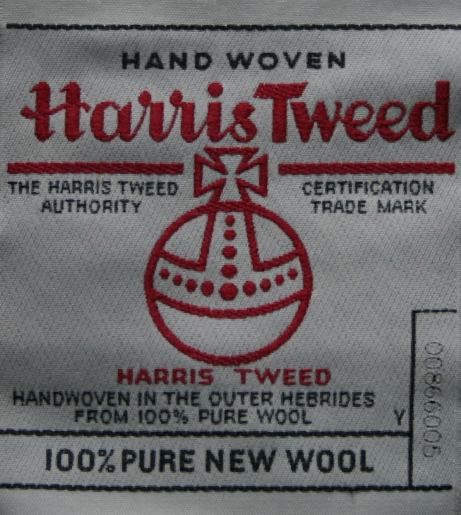 HAND WOVEN
Harris Tweed
THE HARRIS TWEED AUTHORITY
CERTIFICATION TRADE MARK
HARRIS TWEED
HANDWOVEN IN THE OUTER HEBRIDES
FROM 100% PURE WOOL
Y
00866005
100% PURE NEW WOOL